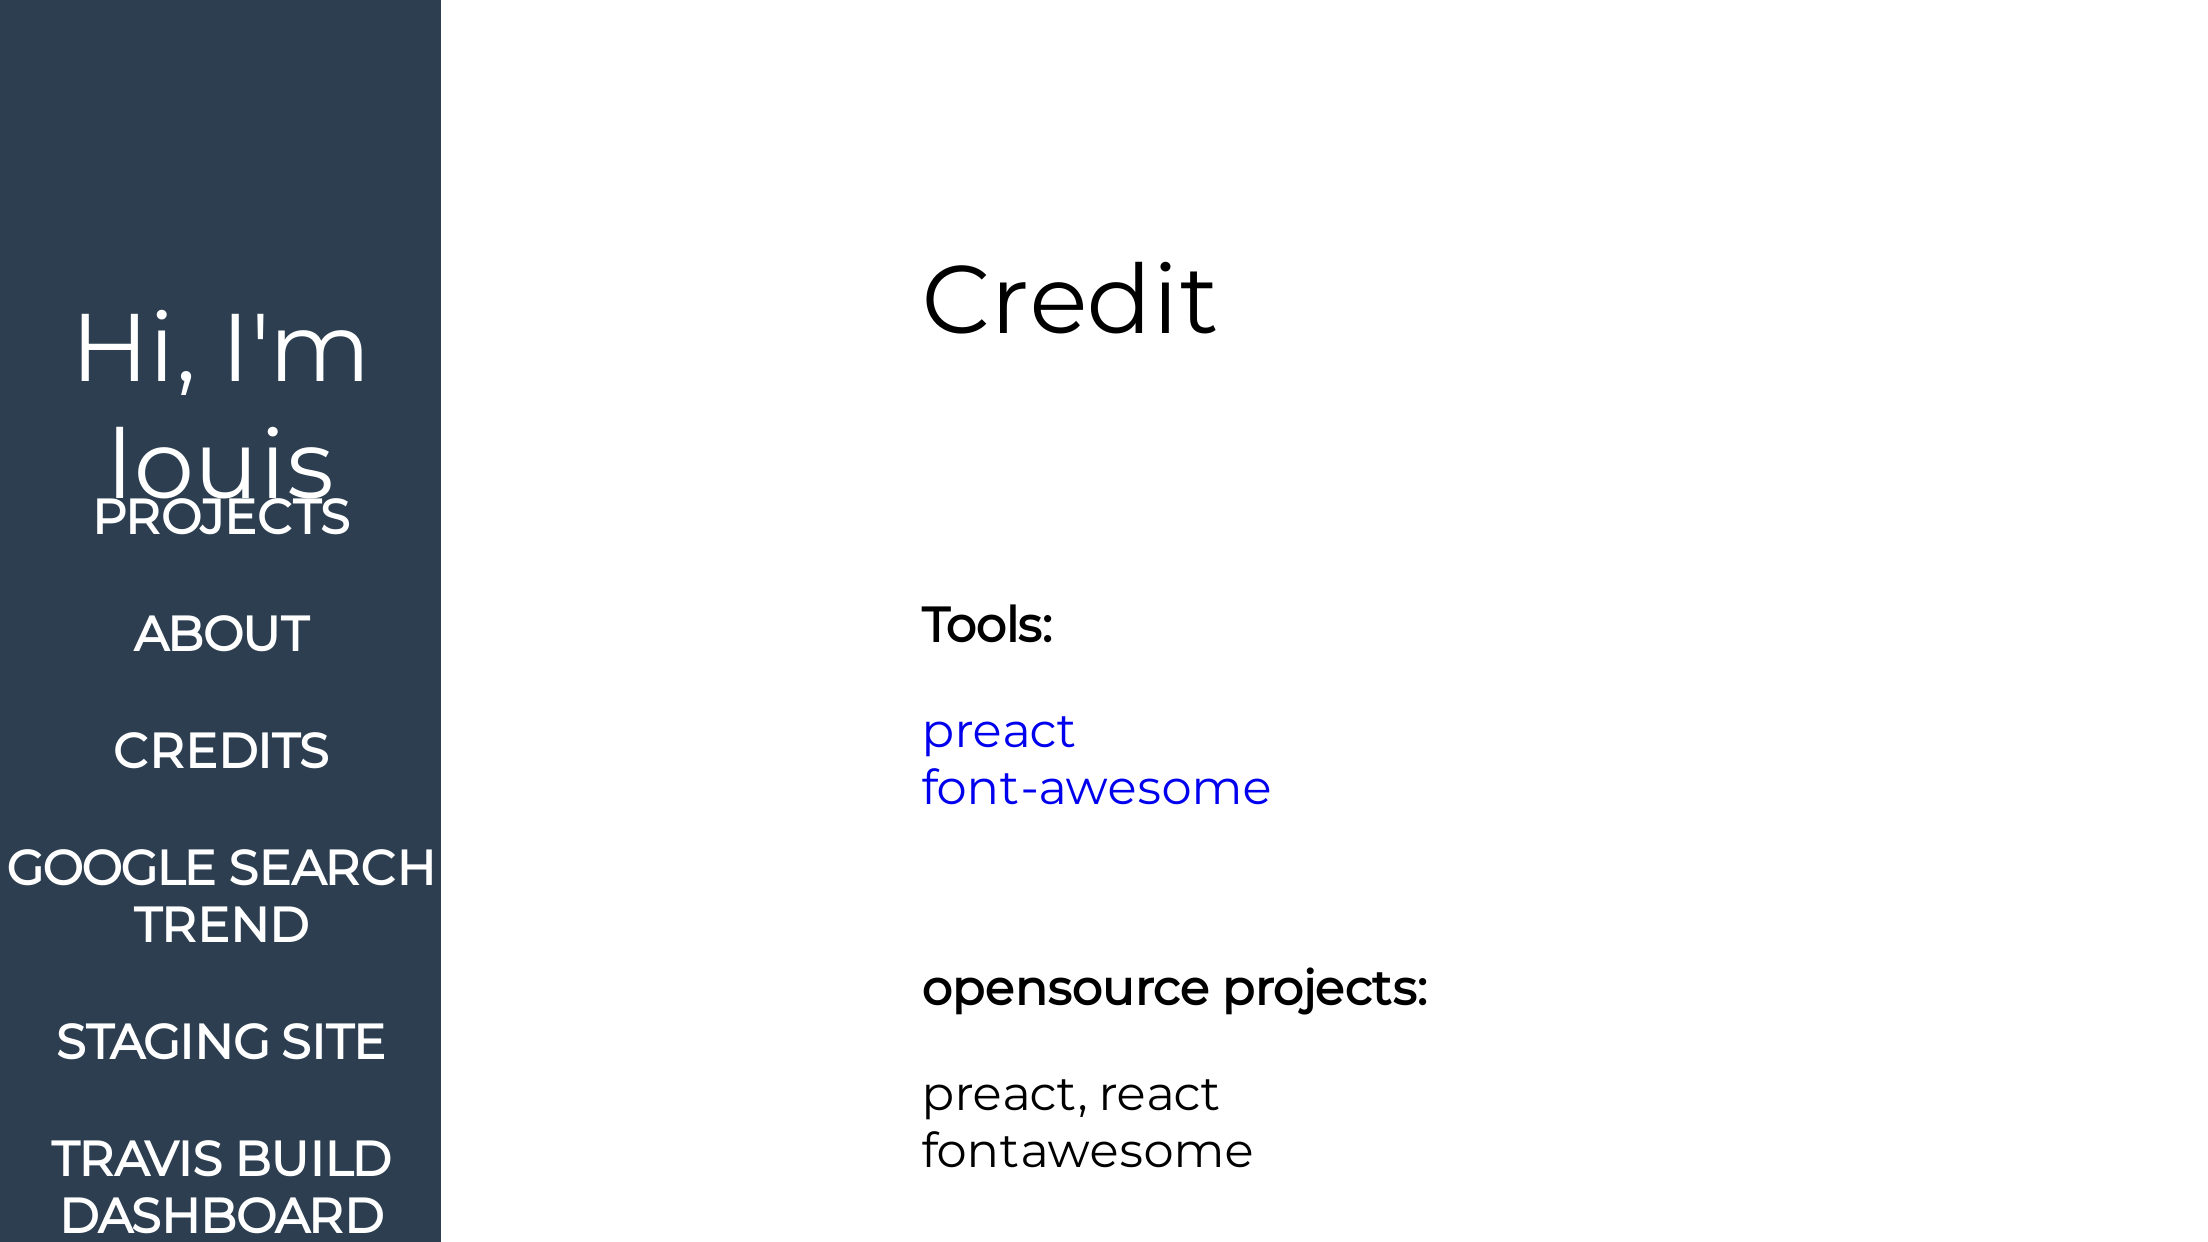 Hi, I'm
louis
PROJECTS
ABOUT
CREDITS
GOOGLE SEARCH
TREND
STAGING SITE
TRAVIS BUILD
DASHBOARD
Credit
Tools:
preact
font-awesome
opensource projects:
preact, react
fontawesome